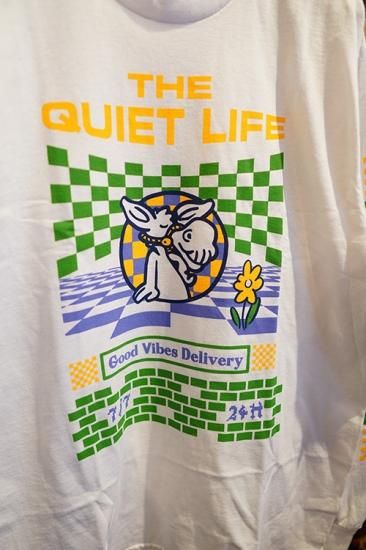 THE
QUIET LIFE
Good Vibes Delivery
7/7 24H